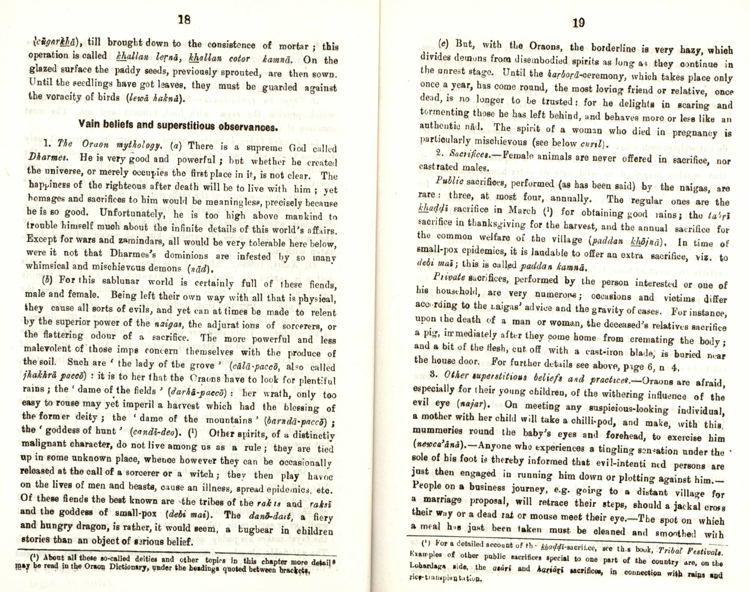 18
(cūgarkhā), till brought down to the consistence of mortar ; this
operation is called khallan lernā, khallan cotor kamnā. On the
glazed surface the paddy seeds, previously sprouted, are then sown.
Until the seedlings have got leaves, they must be guarded against
the voracity of birds (lewā haknā).
Vain beliefs and superstitious observances.
1. The Oraon mythology. (a) There is a supreme God called
Dharmes. He is very good and powerful ; but whether he created
the universe, or merely occupies the first place in it, is not clear. The
happiness of the righteous after death will be to live with him ; yet
homages and sacrifices to him would be meaningless, precisely because
he is so good. Unfortunately, he is too high above mankind to
trouble himself much about the infinite details of this world's affairs.
Except for wars and zemindars, all would be very tolerable here below,
were it not that Dharmes's dominions are infested by so many
whimsical and mischievous demons (nād).
(b) For this sublunar world is certainly full of these fiends,
male and female. Being left their own way with all that is physical,
they cause all sorts of evils, and yet can at times be made to relent
by the superior power of the naigas, the adjurations of sorcerers, or
the flattering odour of a sacrifice. The more powerful and less
malevolent of those imps concern themselves with the produce of
the soil. Such are ' the lady of the grove ' (cālā-paccō, also called
jhakhrā paccō) : it is to her that the Oraons have to look for plentiful
rains ; the ' dame of the fields ' (darhā-paccō) : her wrath, only too
easy to rouse may yet imperil a harvest which had the blessing of
the former deity ; the ' dame of the mountains ' (barndā-paccō) ;
the ' goddess of hunt ' (candī-deo). (¹) Other spirits, of a distinctly
malignant character, do not live among us as a rule ; they are tied
up in some unknown place, whence however they can be occasionally
released at the call of a sorcerer or a witch ; they then play havoc
on the lives of men and beasts, cause an illness, spread epidemics, etc.
Of these fiends the best known are the tribes of the rakts and raksī
and the goddess of small-pox (debī mai). The danō-dait, a fiery
and hungry dragon, is rather, it would seem, a bugbear in children
stories than an object of serious belief.
(¹) About all these so-called deities and other topics in this chapter more details
may be read in the Oraon Dictionary, under the headings quoted between brackets.
19
(c) But, with the Oraons, the borderline is very hazy, which
divides demons from disembodied spirits as long as they continue in
the unrest stage. Until the harborā-ceremony, which takes place only
once a year, has come round, the most loving friend or relative, once
dead, is no longer to be trusted : for he delights in scaring and
tormenting those he has left behind, and behaves more or less like an
authentic nād. The spirit of a woman who died in pregnancy is
particularly mischievous (see below curīl).
2. Sacrifices.—Female animals are never offered in sacrifice, nor
castrated males.
Public sacrifices, performed (as has been said) by the naigas, are
rare : three, at most four, annually. The regular ones are the
khaddī sacrifice in March (¹) for obtaining good rains ; the
sacrifice in thanksgiving for the harvest, and the annual sacrifice for
the common welfare of the village (paddan khōjnā). In time of
small-pox epidemics, it is laudable to offer an extra sacrifice, viz. to
debī mai ; this is called paddan kamnā.
Private sacrifices, performed by the person interested or one of
his household, are very numerous ; occasions and victims differ
according to the naigas' advice and the gravity of cases. For instance,
upon the death of a man or woman, the deceased's relatives sacrifice
a pig, immediately after they come home from cremating the body ;
and a bit of the flesh, cut off with a cast-iron blade, is buried near
the house door. For further details see above, page 6, n 4.
3. Other superstitious beliefs and practices.—Oraons are afraid,
especially for their young children, of the withering influence of the
evil eye (najar). On meeting any suspicious-looking individual,
a mother with her child will take a chilli-pod, and make, with this.
mummeries round the baby's eyes and forehead, to exorcise him
(newca'ānā).—Anyone who experiences a tingling sensation under the
sole of his foot is thereby informed that evil-intentioned persons are
just then engaged in running him down or plotting against him.—
People on a business journey, e.g. going to a distant village for
a marriage proposal, will retrace their steps, should a jackal cross
their way or a dead rat or mouse meet their eye.—The spot on which
a meal has just been taken must be cleaned and smoothed with
(¹) For a detailed account of the khaddī-sacrifice, see this book, Tribal Festivals.
Examples of other public sacrifices special to one part of the country are, on the
Lohardaga side, the asārī and hariārī sacrifices, in connection with rains and
rice-transplantation.